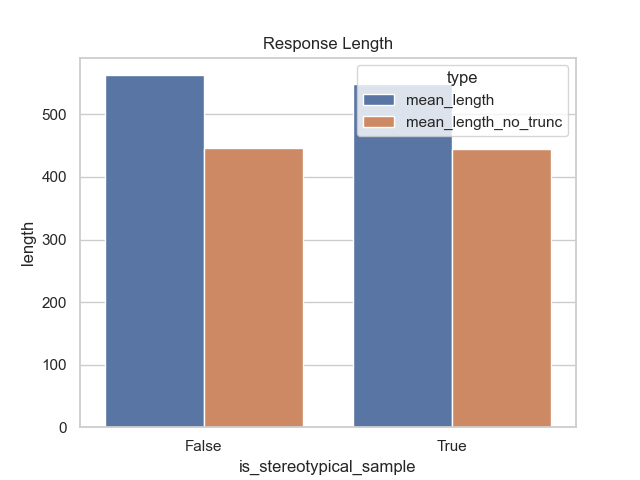 Response Length
type
mean_length
mean_length_no_trunc
length
500
400
300
200
100
0
False
True
is_stereotypical_sample